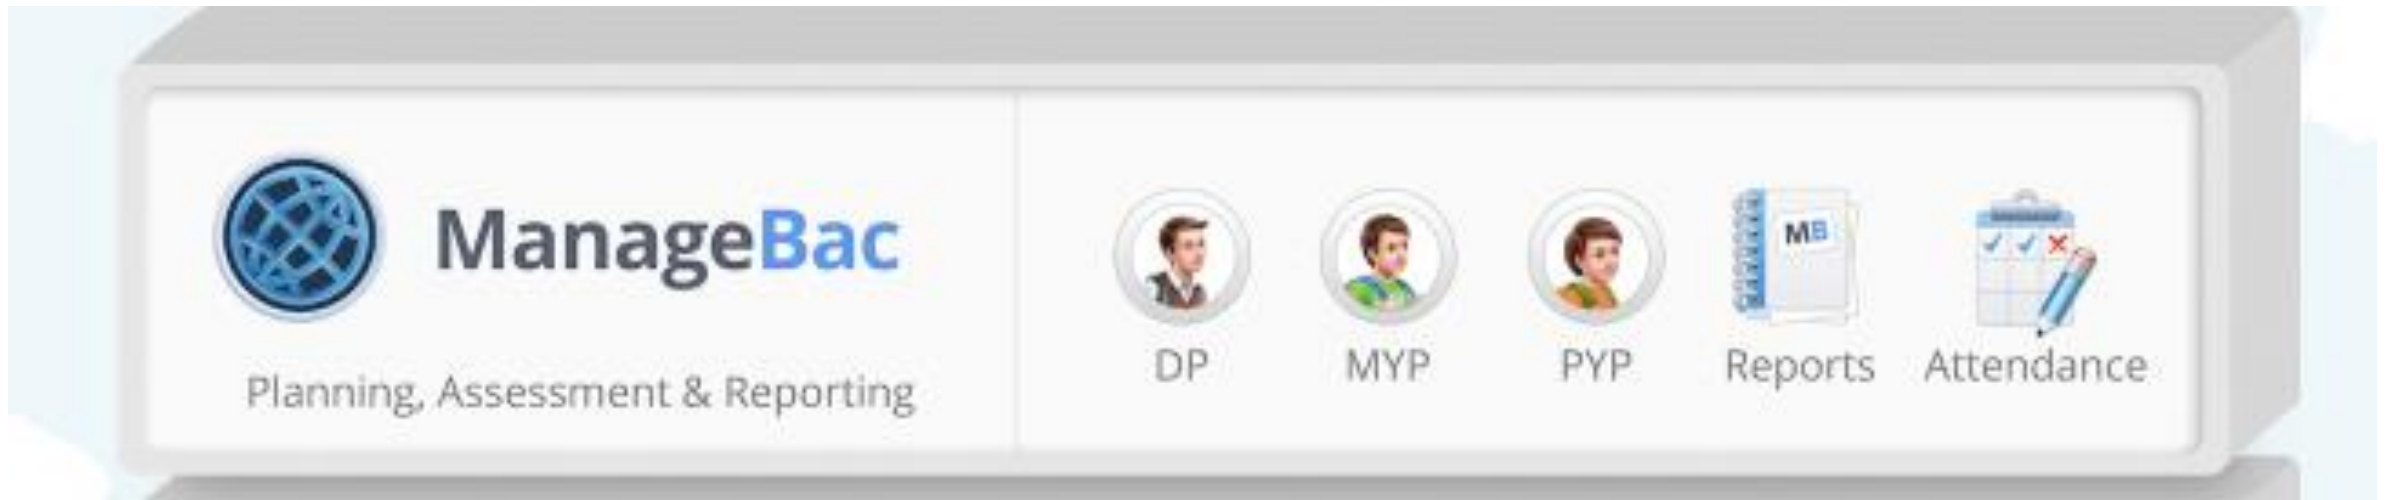 ManageBac
Planning, Assessment & Reporting
DP
MYP
PYP
MB
Reports
Attendance